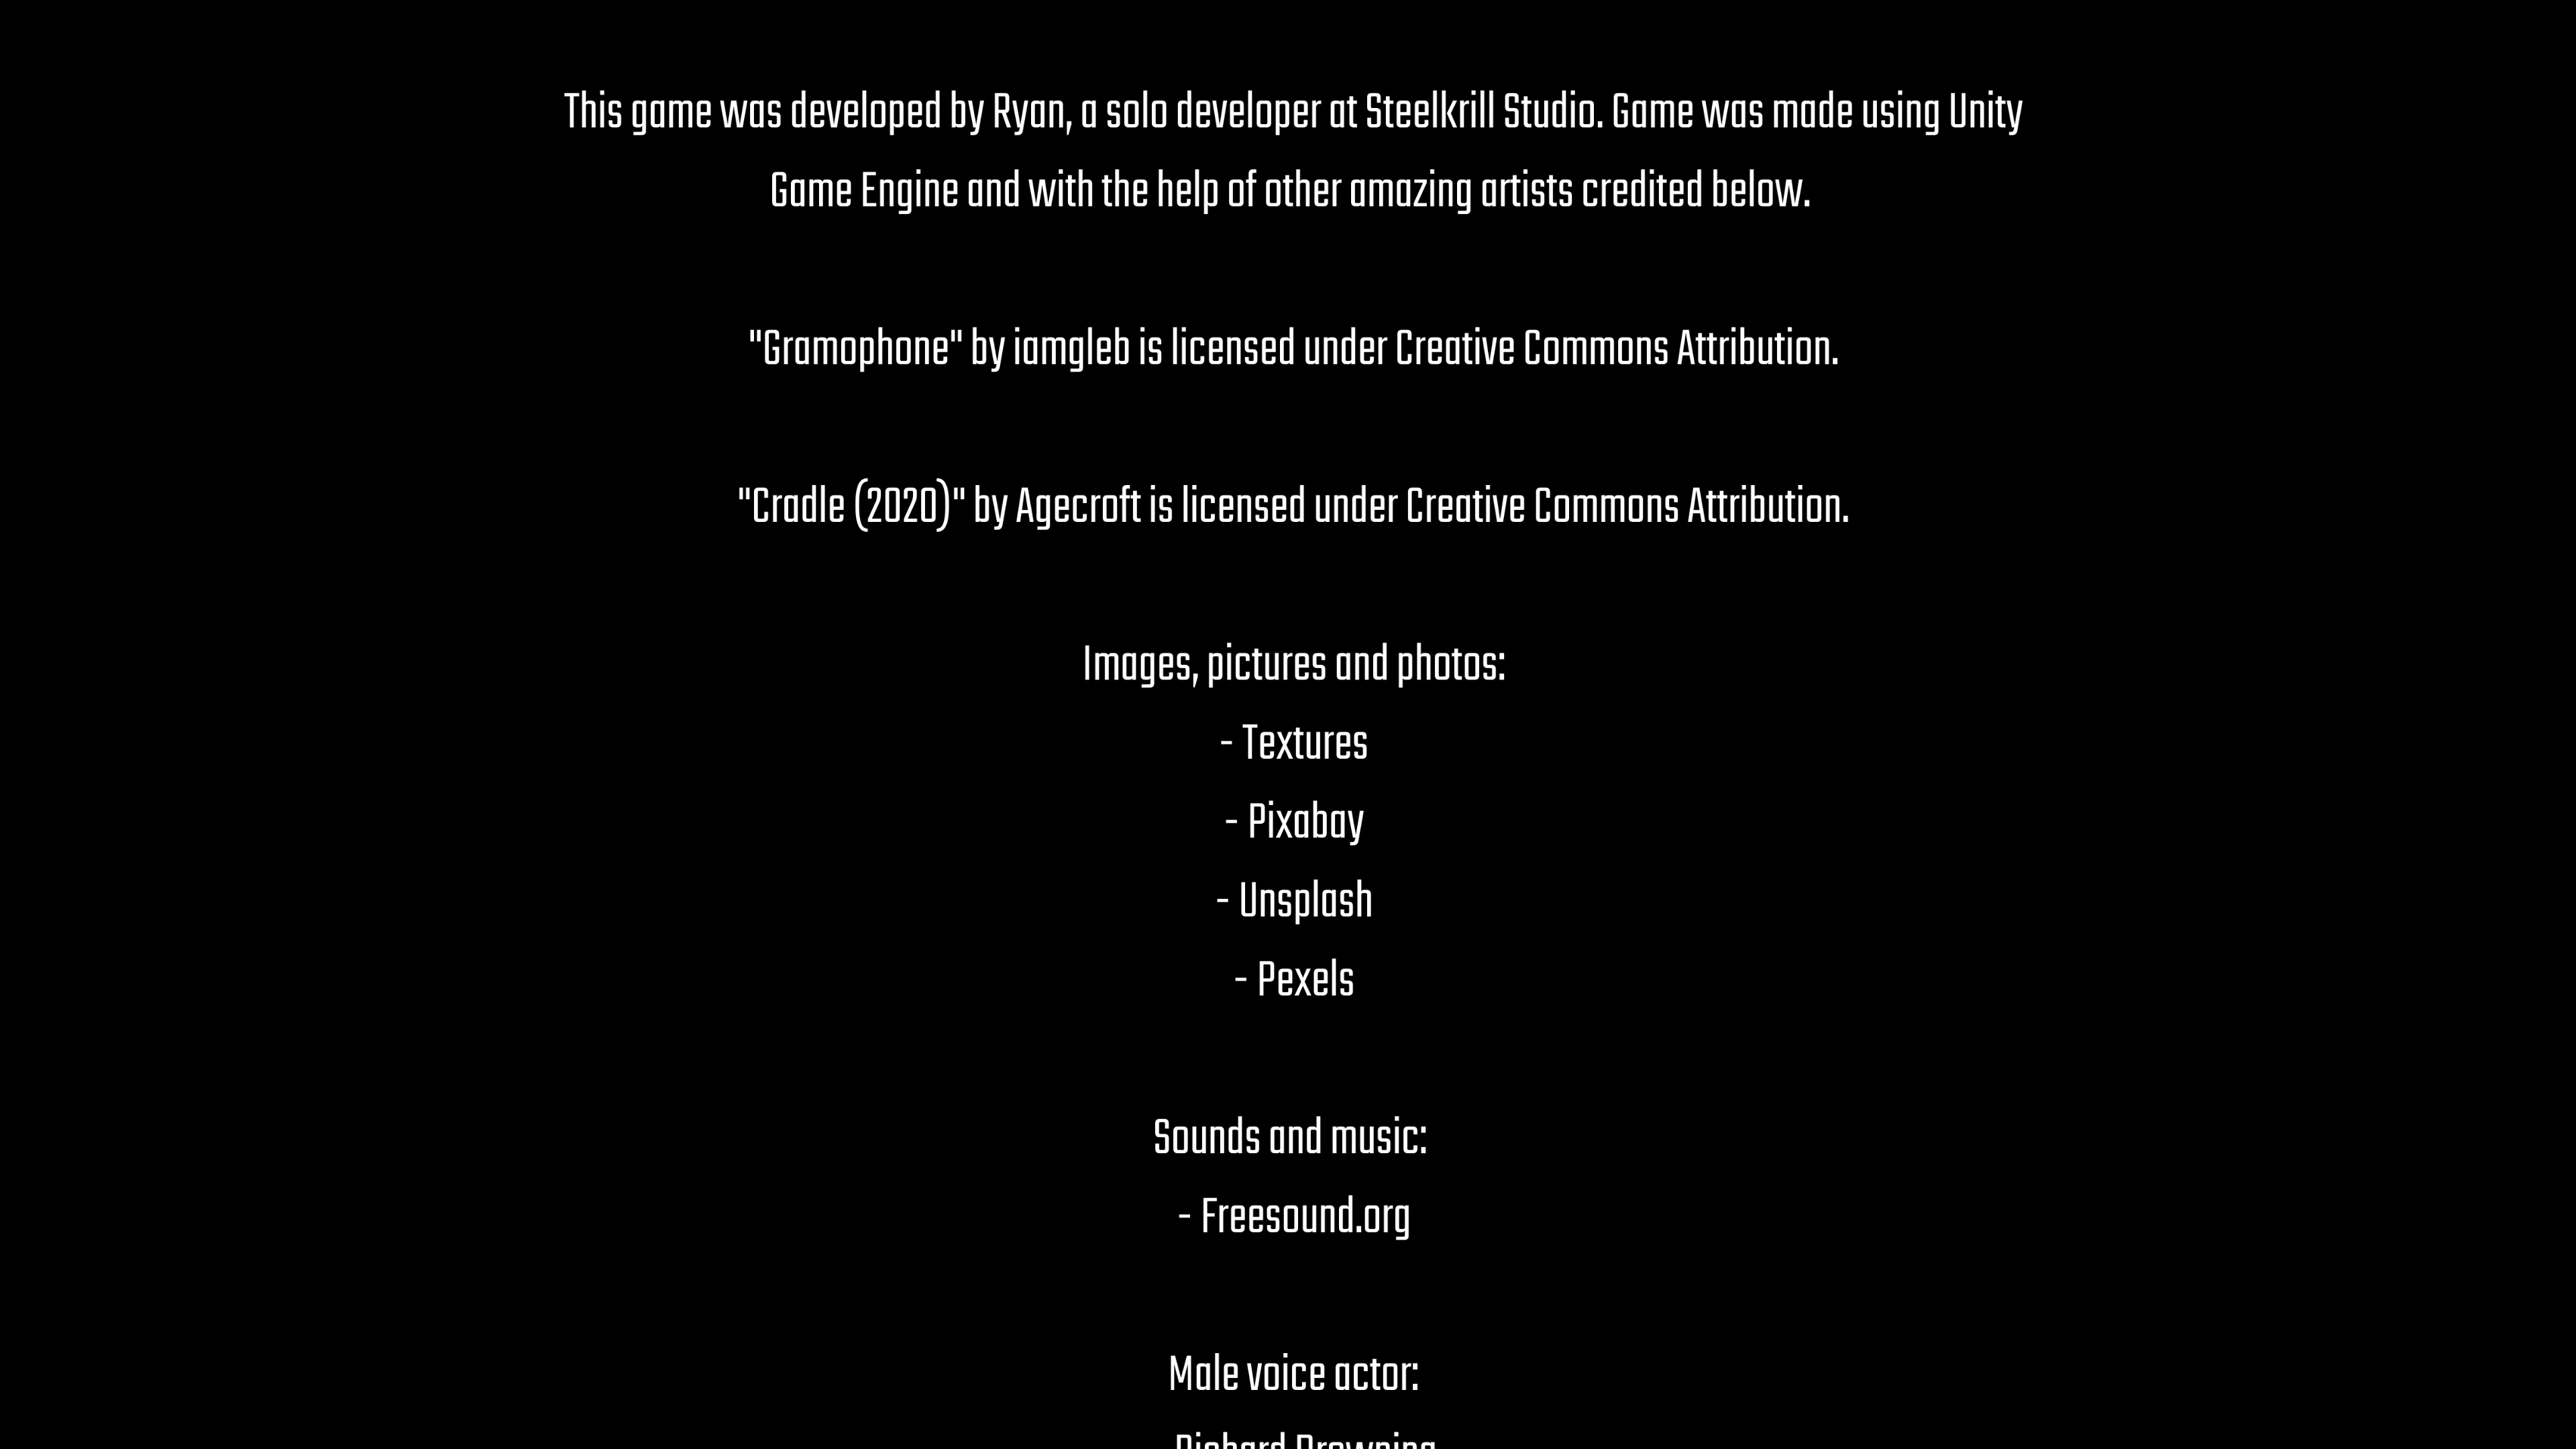 This game was developed by Ryan, a solo developer at Steelkrill Studio. Game was made using Unity
Game Engine and with the help of other amazing artists credited below.
"Gramophone" by iamgleb is licensed under Creative Commons Attribution.
"Cradle (2020)" by Agecroft is licensed under Creative Commons Attribution.
Images, pictures and photos:
- Textures
- Pixabay
- Unsplash
- Pexels
Sounds and music:
- Freesound.org
Male voice actor:
Richard